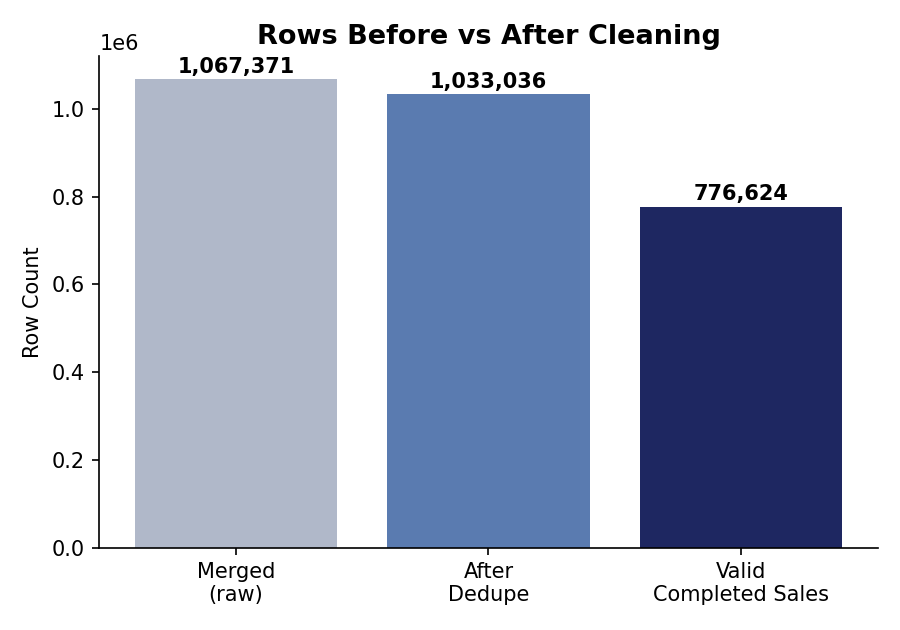 Rows Before vs After Cleaning
1e6
1,067,371
1,033,036
776,624
1.0
0.8
0.6
0.4
0.2
0.0
Row Count
Merged
(raw)
After
Dedupe
Valid
Completed Sales